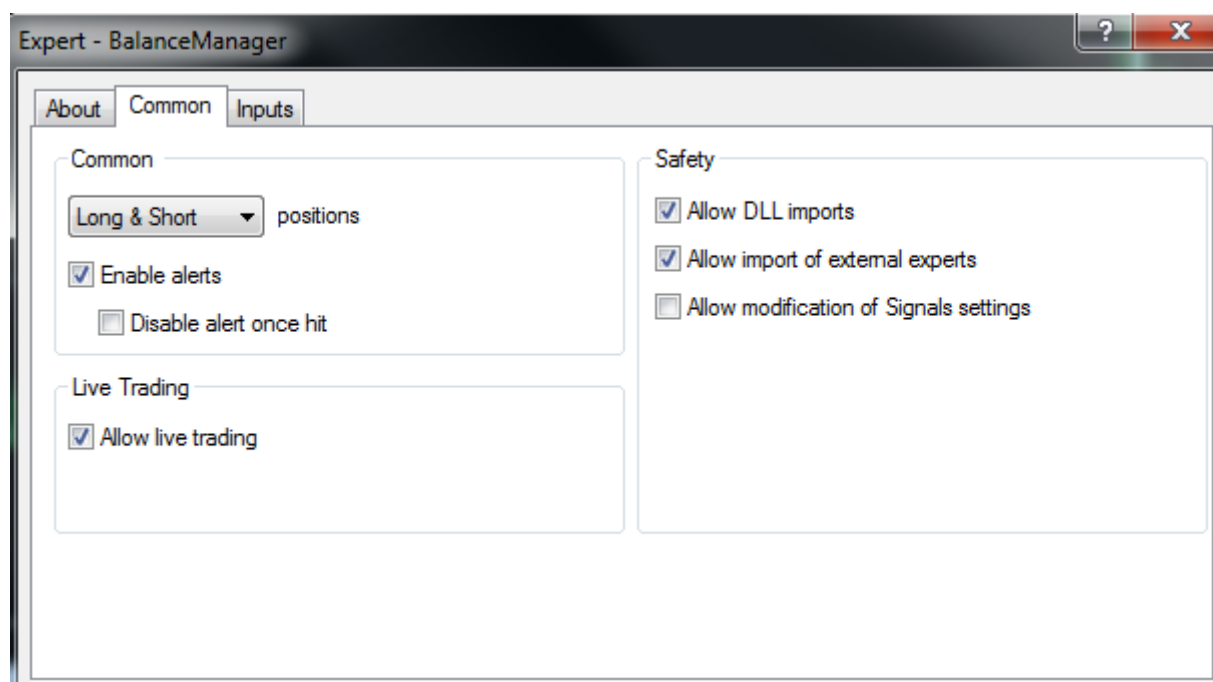 Expert - BalanceManager
?
x
About Common Inputs
Common
Long & Short positions
Enable alerts
Disable alert once hit
Live Trading
Allow live trading
Safety
Allow DLL imports
Allow import of external experts
Allow modification of Signals settings